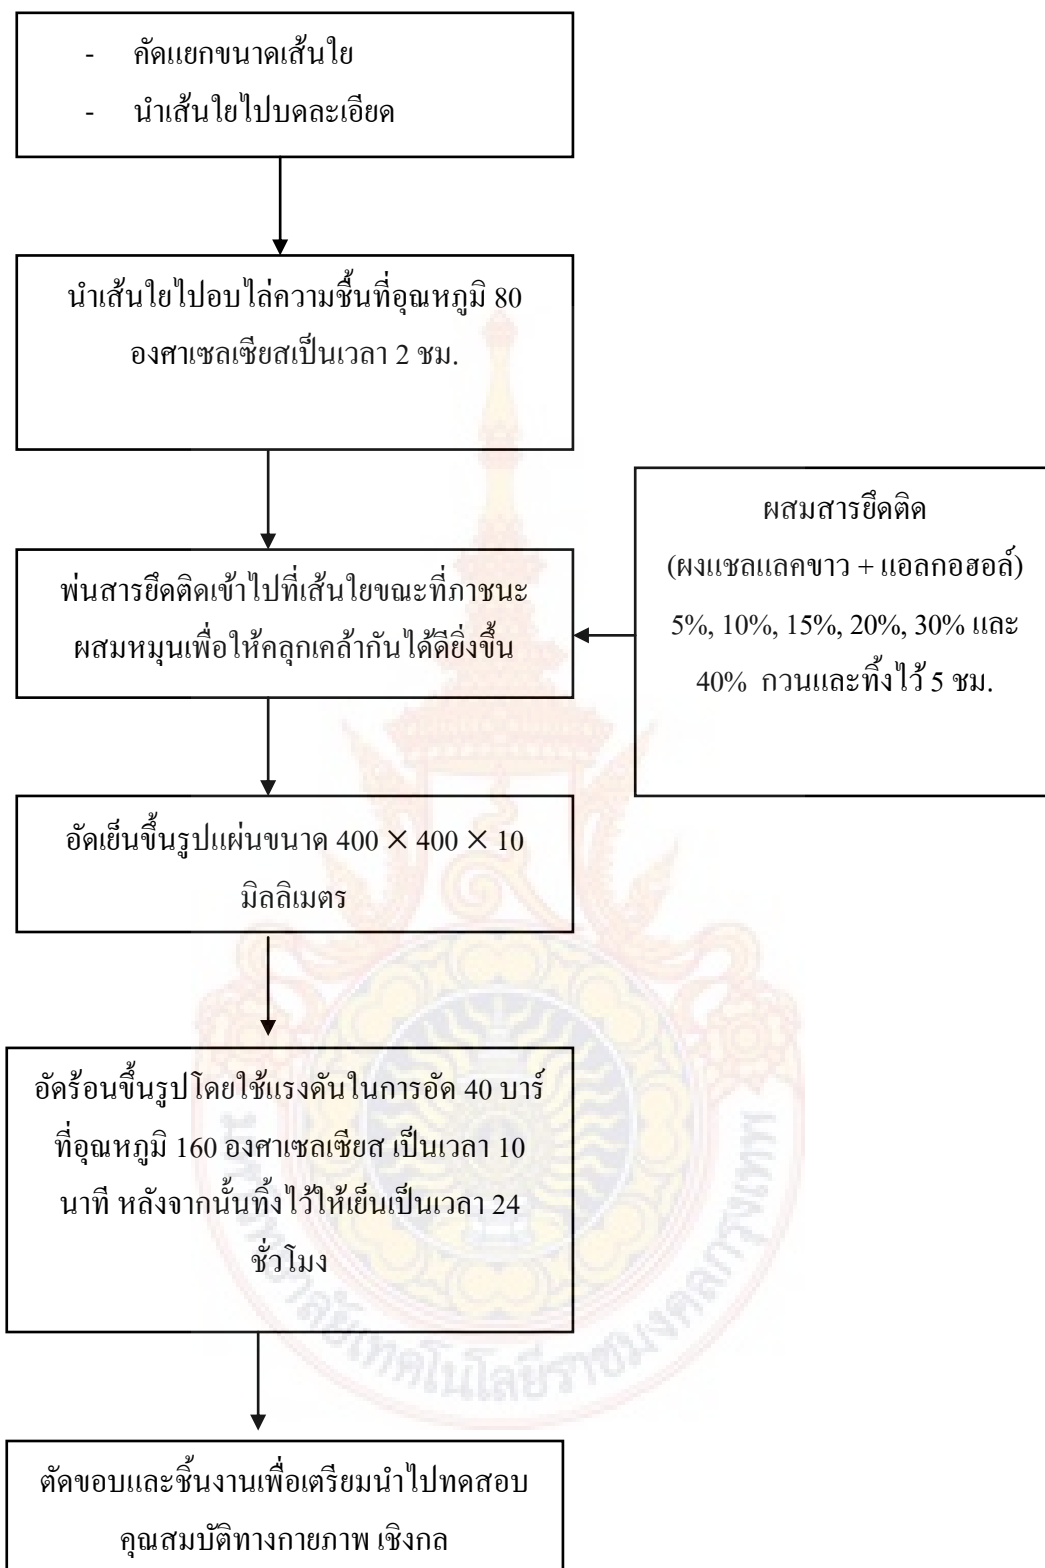 - คัดแยกขนาดเส้นใย
- นำเส้นใยไปบดละเอียด
นำเส้นใยไปอบไล่ความชื้นที่อุณหภูมิ 80
องศาเซลเซียสเป็นเวลา 2 ชม.
ผสมสารยึดติด
(ผงแชลแลคขาว + แอลกอฮอล์)
5%, 10%, 15%, 20%, 30% และ
40% กวนและทิ้งไว้ 5 ชม.
พ่นสารยึดติดเข้าไปที่เส้นใยขณะที่ภาชนะ
ผสมหมุนเพื่อให้คลุกเคล้ากันได้ดียิ่งขึ้น
อัดเย็นขึ้นรูปแผ่นขนาด 400 × 400 × 10
มิลลิเมตร
อัดร้อนขึ้นรูปโดยใช้แรงดันในการอัด 40 บาร์
ที่อุณหภูมิ 160 องศาเซลเซียส เป็นเวลา 10
นาที หลังจากนั้นทิ้งไว้ให้เย็นเป็นเวลา 24
ชั่วโมง
ตัดขอบและชิ้นงานเพื่อเตรียมนำไปทดสอบ
คุณสมบัติทางกายภาพ เชิงกล